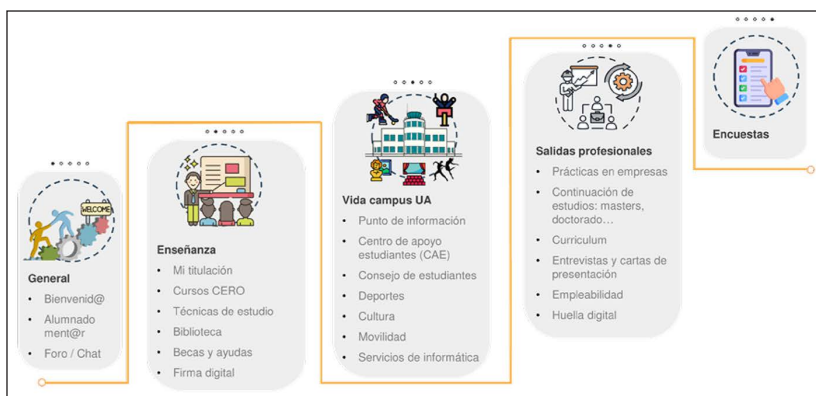 WELCOME
General
• Bienvenid@
• Alumnado
ment@r
• Foro / Chat
Enseñanza
• Mi titulación
• Cursos CERO
• Técnicas de estudio
• Biblioteca
• Becas y ayudas
• Firma digital
Vida campus UA
• Punto de información
• Centro de apoyo
estudiantes (CAE)
• Consejo de estudiantes
• Deportes
• Cultura
• Movilidad
• Servicios de informática
Salidas profesionales
• Prácticas en empresas
• Continuación de
estudios: masters,
doctorado…
• Curriculum
• Entrevistas y cartas de
presentación
• Empleabilidad
• Huella digital
Encuestas